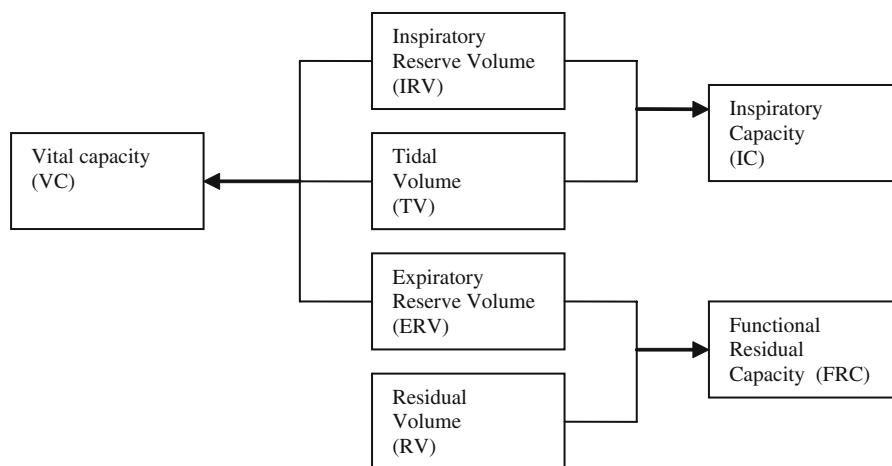 Vital capacity
(VC)
Inspiratory
Reserve Volume
(IRV)
Tidal
Volume
(TV)
Expiratory
Reserve Volume
(ERV)
Residual
Volume
(RV)
Inspiratory
Capacity
(IC)
Functional
Residual
Capacity (FRC)